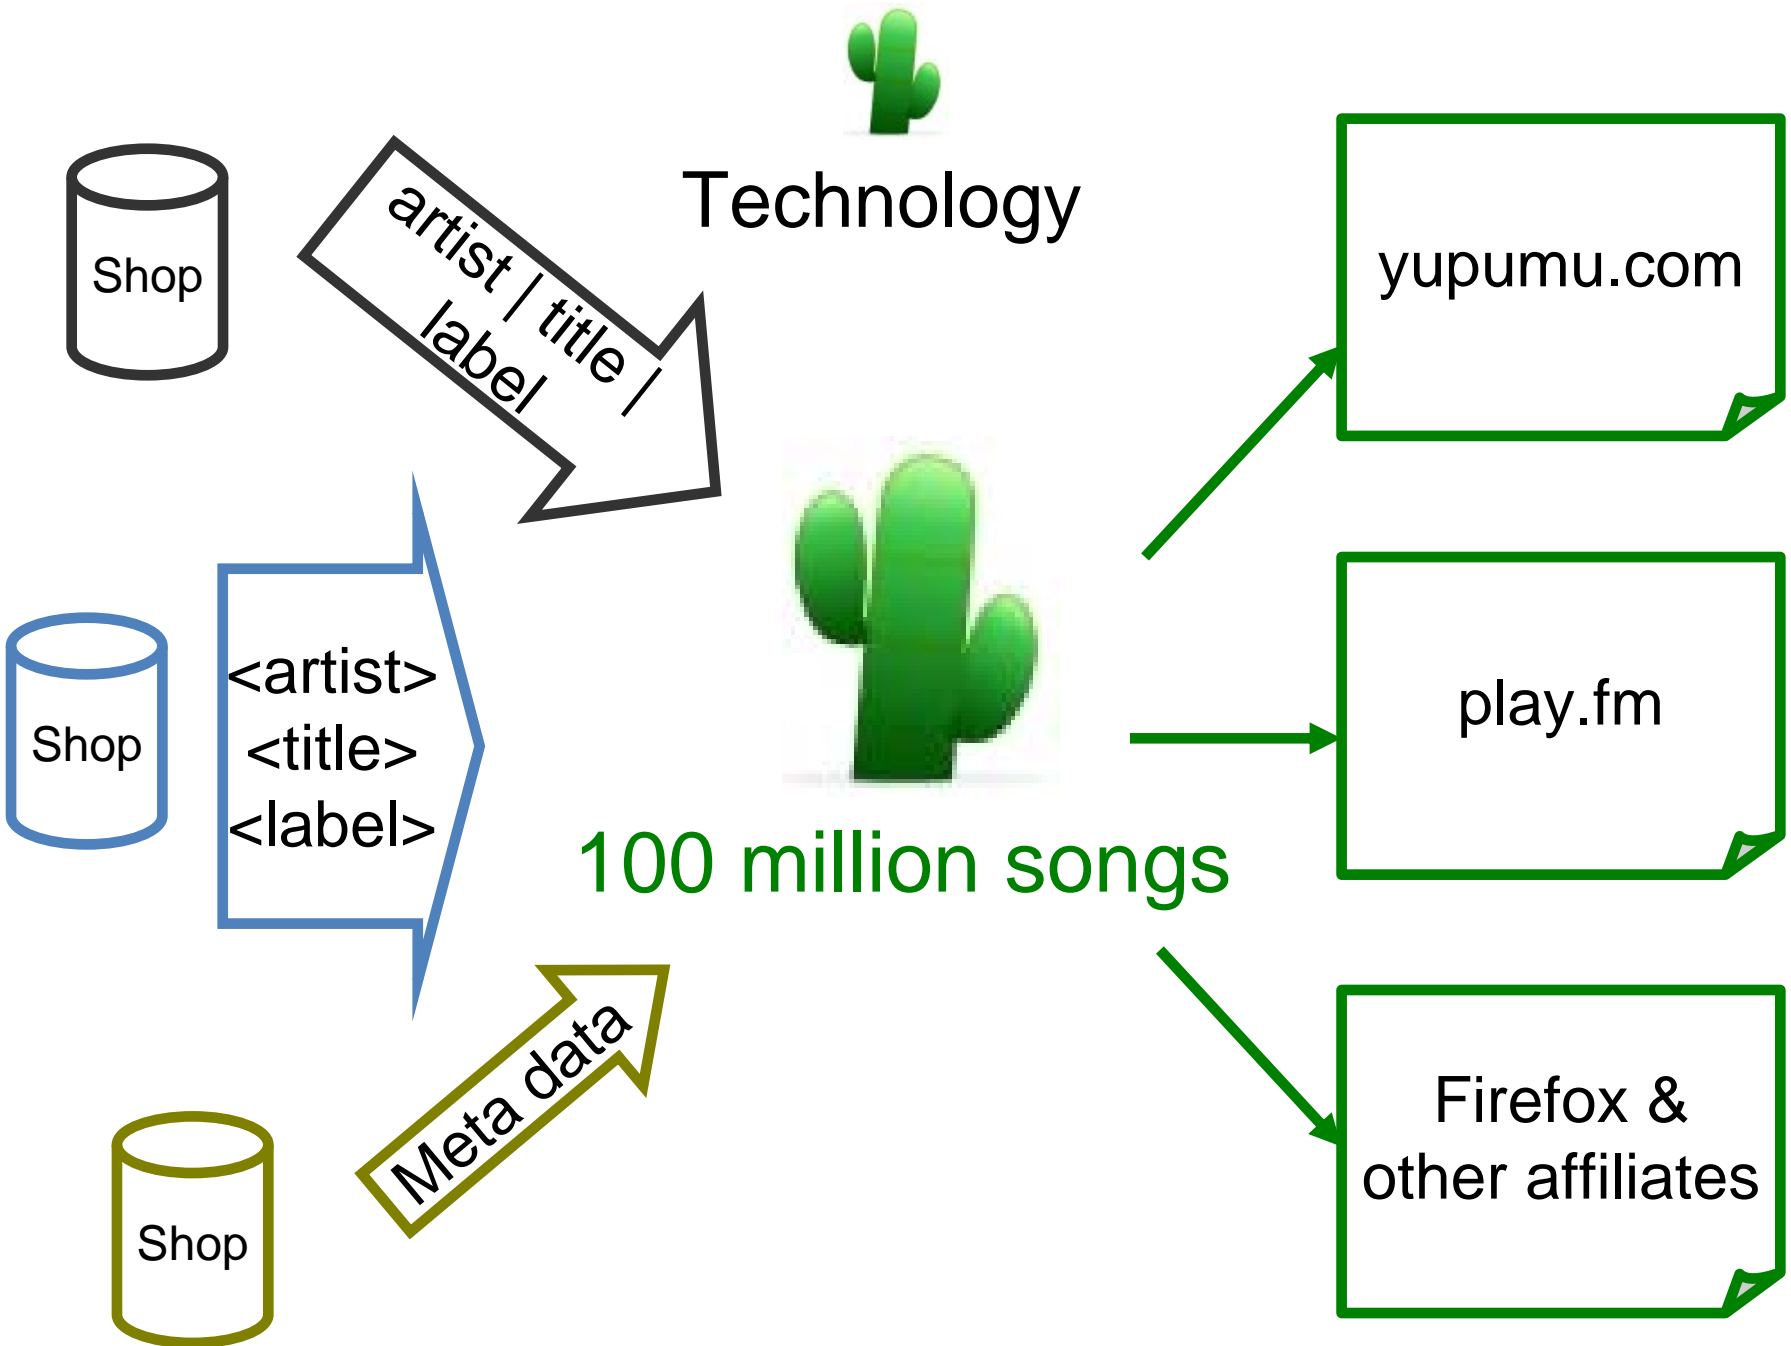 Technology
Shop
artist | title |
label
Shop
<artist>
<title>
<label>
Shop
Meta data
100 million songs
yupumu.com
play.fm
Firefox &
other affiliates